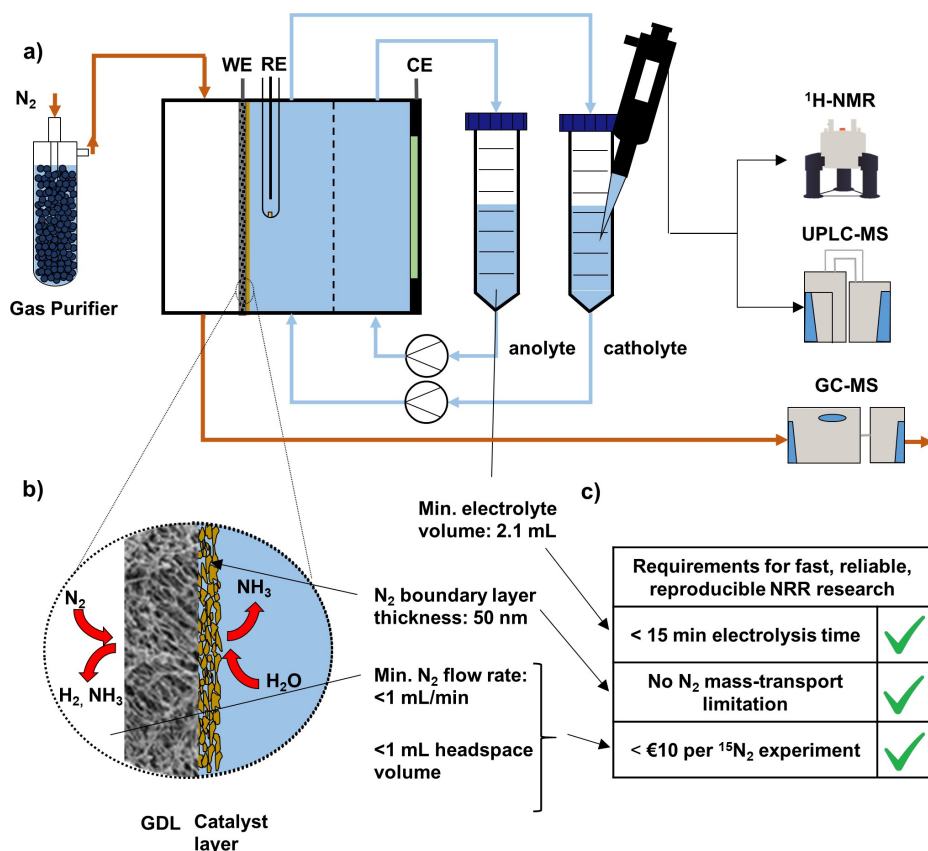 a)
N2
WE
RE
CE
Gas Purifier
anolyte
catholyte
1H-NMR
UPLC-MS
GC-MS
b)
N2
H2, NH3
NH3
H2O
GDL
Catalyst
layer
Min. electrolyte
volume: 2.1 mL
N2 boundary layer
thickness: 50 nm
Min. N2 flow rate:
<1 mL/min
<1 mL headspace
volume
c)
Requirements for fast, reliable,
reproducible NRR research
< 15 min electrolysis time
No N2 mass-transport
limitation
< €10 per 15N2 experiment